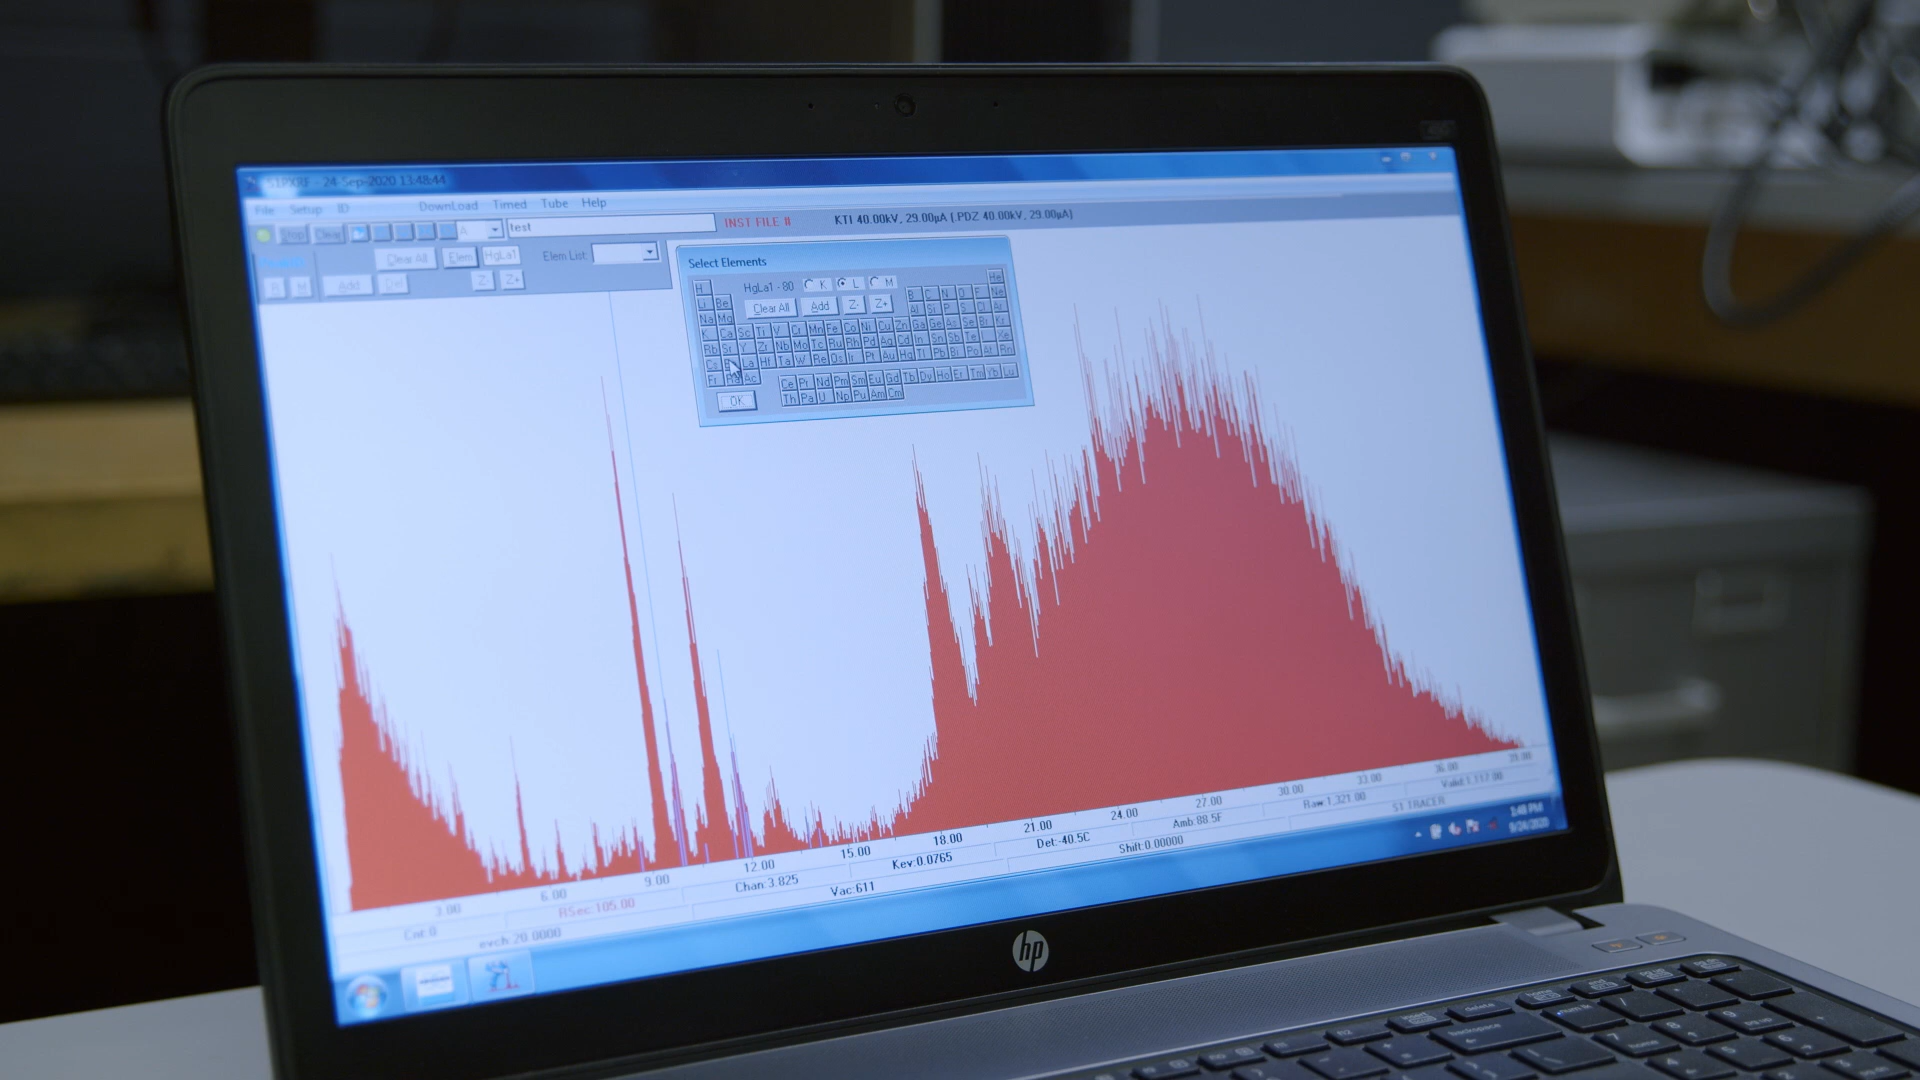 S1PXRF - 24-Sep-2020 13:48:44
File Setup ID DownLoad Timed Tube Help
Stop Clear A test INST FILE # KTI 40.00kV, 29.00µA ( PDZ 40.00kV, 29.00µA)
Clear All Elem HgLa1 Elem List
Add Del Z- Z+
Select Elements
H HgLa1 - 80 K L M He
Li Be Clear All Add Z- Z+ B C N O F Ne
Na Mg Al Si P S Cl Ar
K Ca Sc Ti V Cr Mn Fe Co Ni Cu Zn Ga Ge As Se Br Kr
Rb Sr Y Zr Nb Mo Tc Ru Rh Pd Ag Cd In Sn Sb Te Xe
Cs La Hf Ta W Re Os Ir Pt Au Hg Tl Pb Bi Po At Rn
Fr Ra Ac Ce Pr Nd Pm Sm Eu Gd Tb Dy Ho Er Tm Yb Lu
Th Pa U Np Pu Am Cm
OK
3.00 6.00 9.00 12.00 15.00 18.00 21.00 24.00 27.00 30.00 33.00 36.00 39.00
Cnt:0 RSec:105.00 Chan:3.825 Kev:0.0765 Det:-40.5C Amb:88.5F Raw:1,321.00 Valid:1,317.00
evch:20.0000 Vac:611 Shift:0.00000 S1 TRACER
1:48 PM
9/24/2020
hp